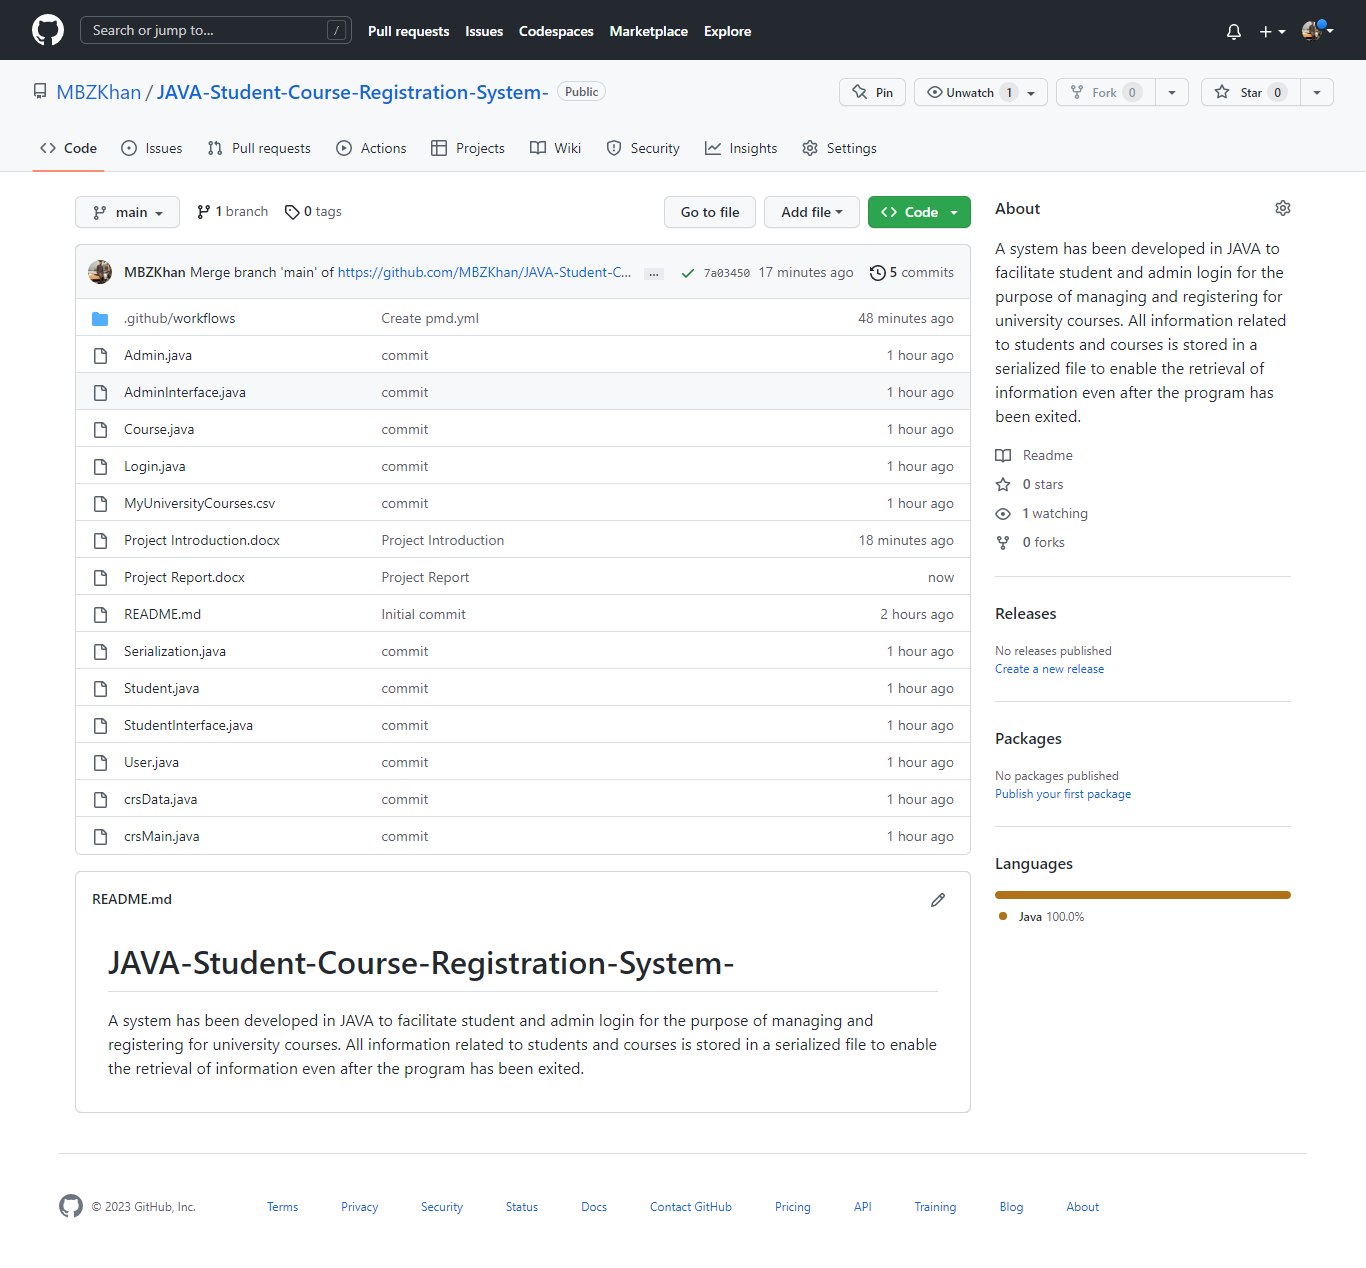 Search or jump to... /
Pull requests Issues Codespaces Marketplace Explore
MBZKhan / JAVA-Student-Course-Registration-System- Public
Pin Unwatch 1 Fork 0 Star 0
Code Issues Pull requests Actions Projects Wiki Security Insights Settings
main 1 branch 0 tags Go to file Add file Code
MBZKhan Merge branch 'main' of https://github.com/MBZKhan/JAVA-Student-C... ... 7a03450 17 minutes ago 5 commits
.github/workflows Create pmd.yml 48 minutes ago
Admin.java commit 1 hour ago
AdminInterface.java commit 1 hour ago
Course.java commit 1 hour ago
Login.java commit 1 hour ago
MyUniversityCourses.csv commit 1 hour ago
Project Introduction.docx Project Introduction 18 minutes ago
Project Report.docx Project Report now
README.md Initial commit 2 hours ago
Serialization.java commit 1 hour ago
Student.java commit 1 hour ago
StudentInterface.java commit 1 hour ago
User.java commit 1 hour ago
crsData.java commit 1 hour ago
crsMain.java commit 1 hour ago
README.md
JAVA-Student-Course-Registration-System-
A system has been developed in JAVA to facilitate student and admin login for the purpose of managing and
registering for university courses. All information related to students and courses is stored in a serialized file to enable
the retrieval of information even after the program has been exited.
About
A system has been developed in JAVA to
facilitate student and admin login for the
purpose of managing and registering for
university courses. All information related
to students and courses is stored in a
serialized file to enable the retrieval of
information even after the program has
been exited.
Readme
0 stars
1 watching
0 forks
Releases
No releases published
Create a new release
Packages
No packages published
Publish your first package
Languages
Java 100.0%
© 2023 GitHub, Inc. Terms Privacy Security Status Docs Contact GitHub Pricing API Training Blog About